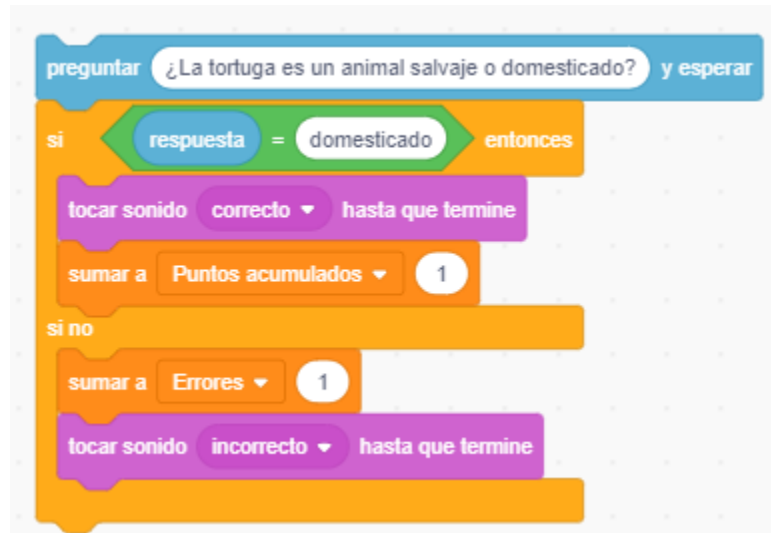 preguntar ¿La tortuga es un animal salvaje o domesticado? y esperar
si respuesta = domesticado entonces
tocar sonido correcto hasta que termine
sumar a Puntos acumulados 1
si no
sumar a Errores 1
tocar sonido incorrecto hasta que termine